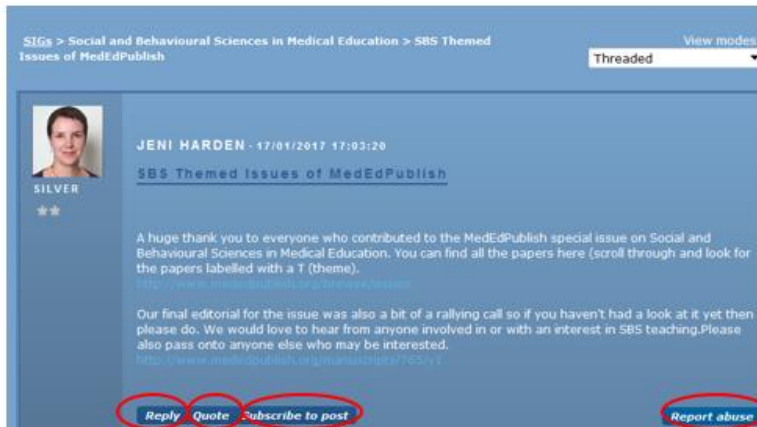 SIGs > Social and Behavioural Sciences in Medical Education > SBS Themed
Issues of MedEdPublish
View modes
Threaded
JENI HARDEN - 17/01/2017 17:03:20
SBS Themed Issues of MedEdPublish
SILVER
A huge thank you to everyone who contributed to the MedEdPublish special issue on Social and
Behavioural Sciences in Medical Education. You can find all the papers here (scroll through and look for
the papers labelled with a T (theme).
http://www.mededpublish.org/browse/
Our final editorial for the issue was also a bit of a rallying call so if you haven't had a look at it yet then
please do. We would love to hear from anyone involved in or with an interest in SBS teaching.Please
also pass onto anyone else who may be interested.
http://www.mededpublish.org/manuscripts/765/v1
Reply Quote Subscribe to post Report abuse